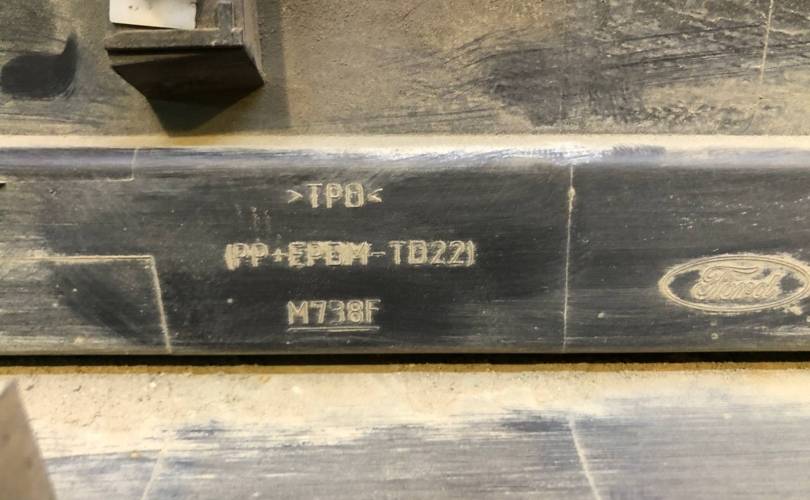 >TPO<
(PP+EPDM-TD22)
M738F
Ford